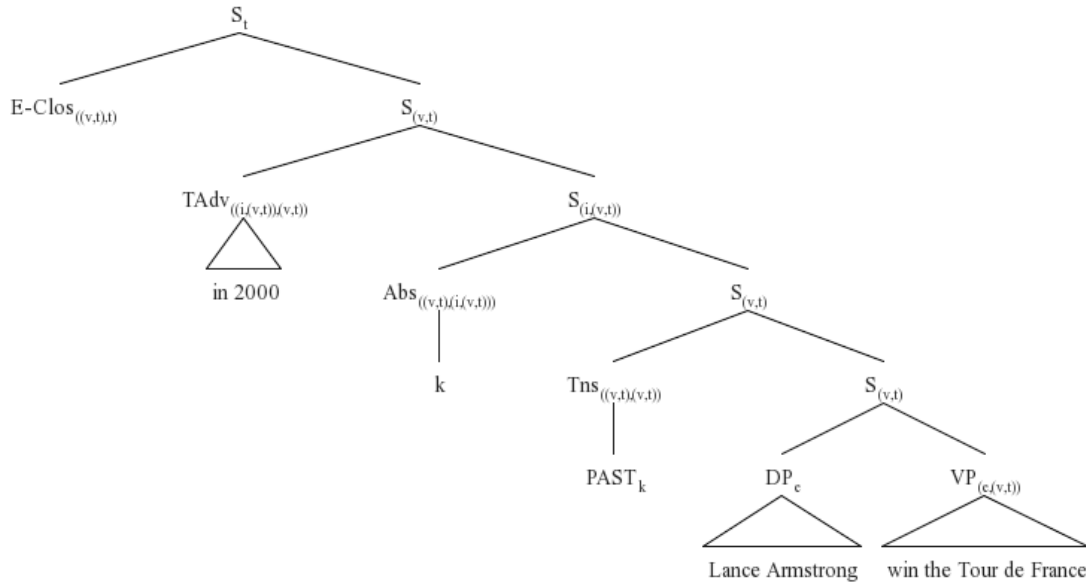 S_t
E-Clos_((v,t),t) S_(v,t)
TAdv_((i,(v,t)),(v,t)) S_(i,(v,t))
in 2000 Abs_((v,t),(i,(v,t))) S_(v,t)
k Tns_((v,t),(v,t)) S_(v,t)
PAST_k DP_e VP_(e,(v,t))
Lance Armstrong win the Tour de France